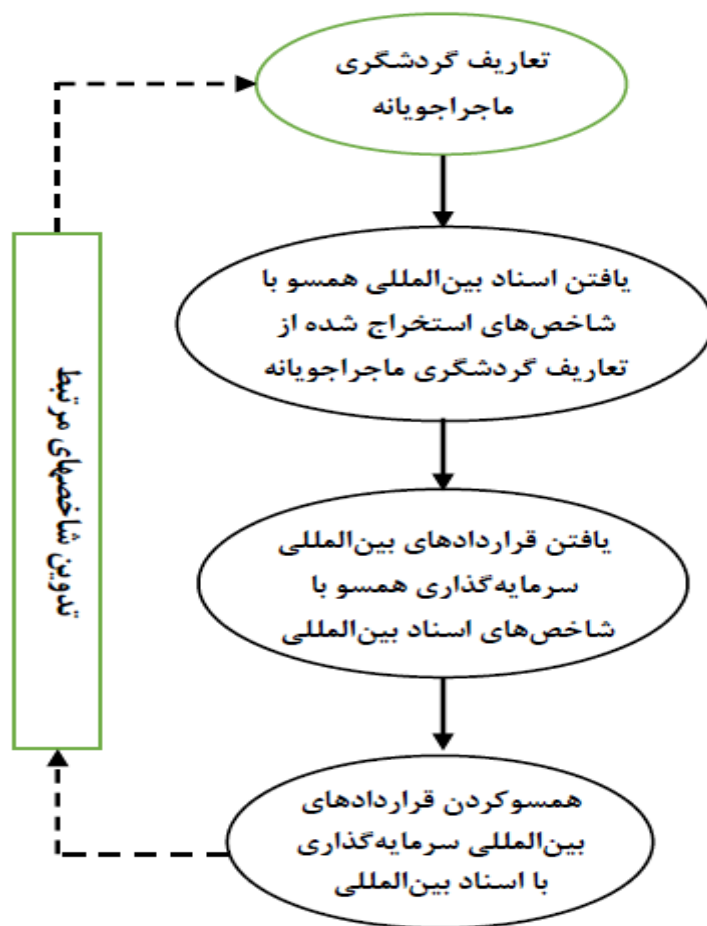 تعاریف گردشگری
ماجراجویانه
یافتن اسناد بین‌المللی همسو با
شاخص‌های استخراج شده از
تعاریف گردشگری ماجراجویانه
یافتن قراردادهای بین‌المللی
سرمایه‌گذاری همسو با
شاخص‌های اسناد بین‌المللی
همسوکردن قراردادهای
بین‌المللی سرمایه‌گذاری
با اسناد بین‌المللی
تدوین شاخصهای مرتبط